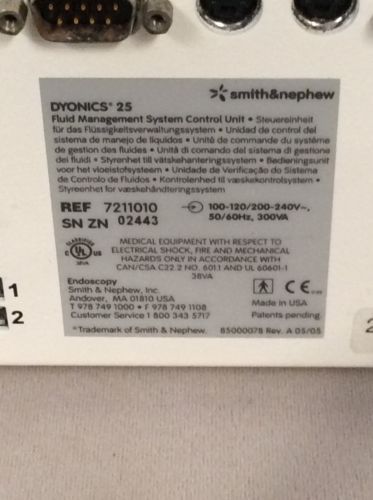 smith&nephew
DYONICS® 25
Fluid Management System Control Unit • Steuereinheit
für das Flüssigkeitsverwaltungssystem • Unidad de control del
sistema de manejo de líquidos • Unité de commande du système
de gestion des fluides • Unità di comando del sistema di gestione
dei fluidi • Styrenhet till vätskehanteringssystem • Bedieningsunit
voor het vloeistofsysteem • Unidade de Verificação do Sistema
de Controlo de Fluidos • Kontrolenhed til væskekontrolsystem •
Styreenhet for væskehåndteringssystem
REF 7211010
100-120/200-240V~,
50/60Hz, 300VA
SN ZN 02443
CLASSIFIED
UL
C US
38VA
MEDICAL EQUIPMENT WITH RESPECT TO
ELECTRICAL SHOCK, FIRE AND MECHANICAL
HAZARDS ONLY IN ACCORDANCE WITH
CAN/CSA C22.2 NO. 601.1 AND UL 60601-1
38VA
Endoscopy
Smith & Nephew, Inc.
Andover, MA 01810 USA
T 978 749 1000 • F 978 749 1108
Customer Service 1 800 343 5717
CE
Made in USA
Patents pending
*Trademark of Smith & Nephew.
85000078 Rev. A 05/05
1
2
2